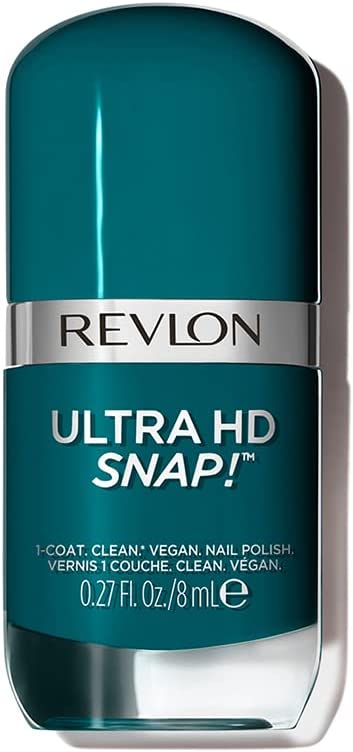 REVLON
ULTRA HD
SNAP!™
1-COAT. CLEAN.* VEGAN. NAIL POLISH.
VERNIS 1 COUCHE. CLEAN. VÉGAN.
0.27 Fl. Oz./8 mL ℮